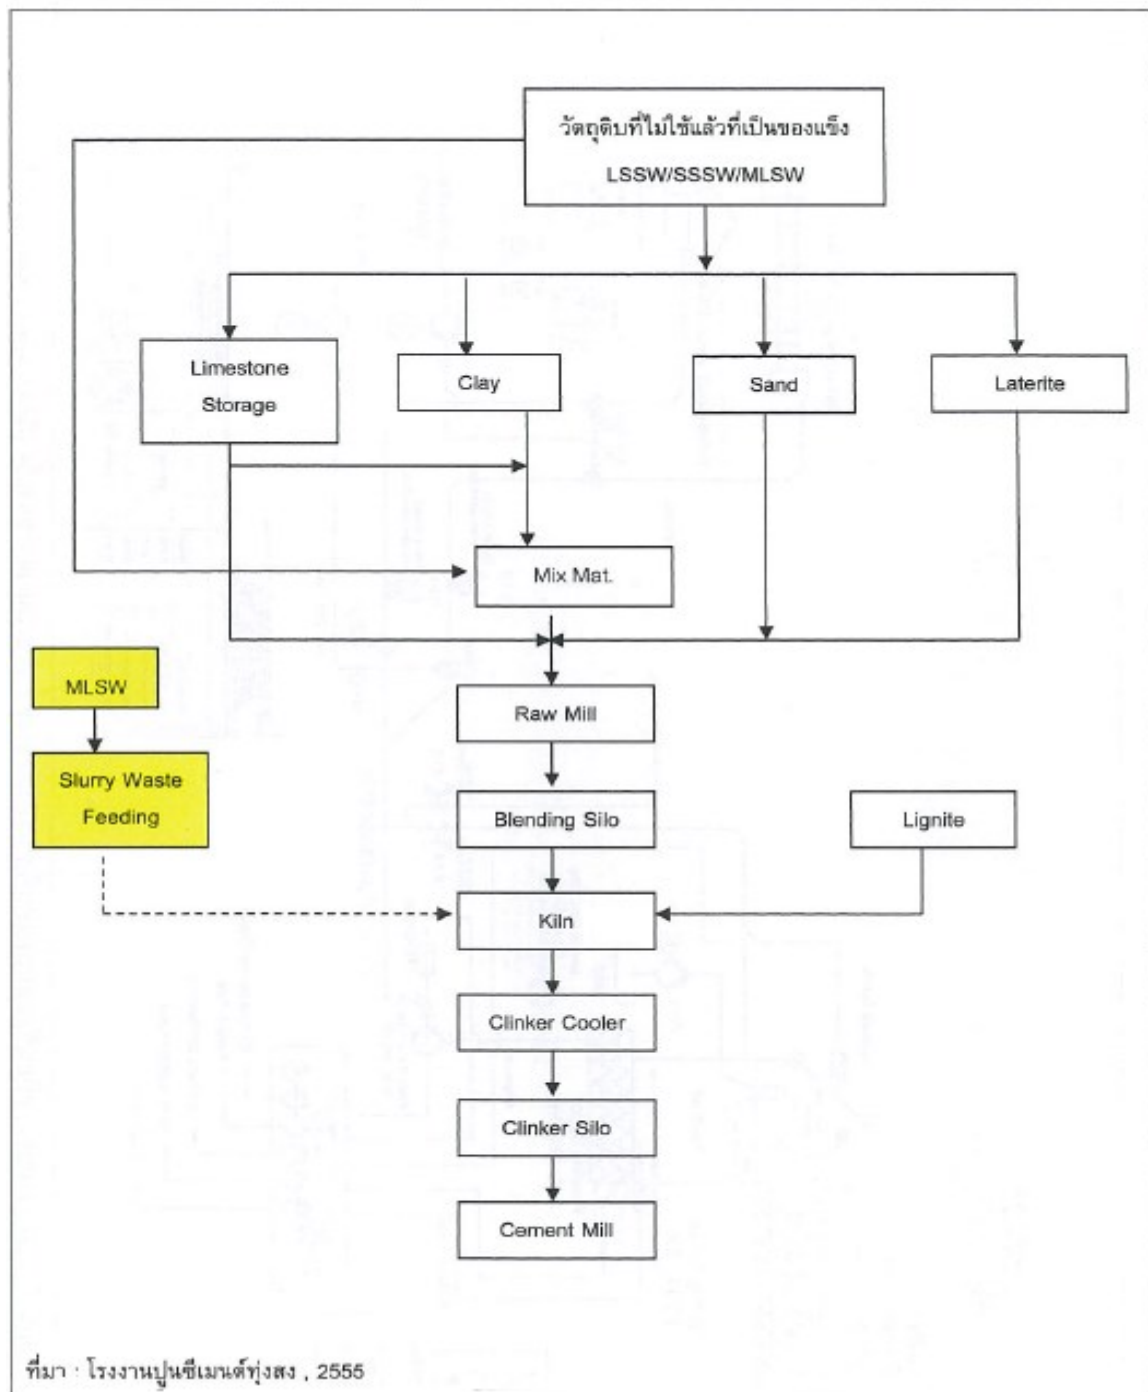 วัตถุดิบที่ไม่ใช้แล้วที่เป็นของแข็ง
LSSW/SSSW/MLSW
Limestone
Storage
Clay
Sand
Laterite
Mix Mat.
MLSW
Raw Mill
Slurry Waste
Feeding
Blending Silo
Lignite
Kiln
Clinker Cooler
Clinker Silo
Cement Mill
ที่มา : โรงงานปูนซีเมนต์ทุ่งสง , 2555